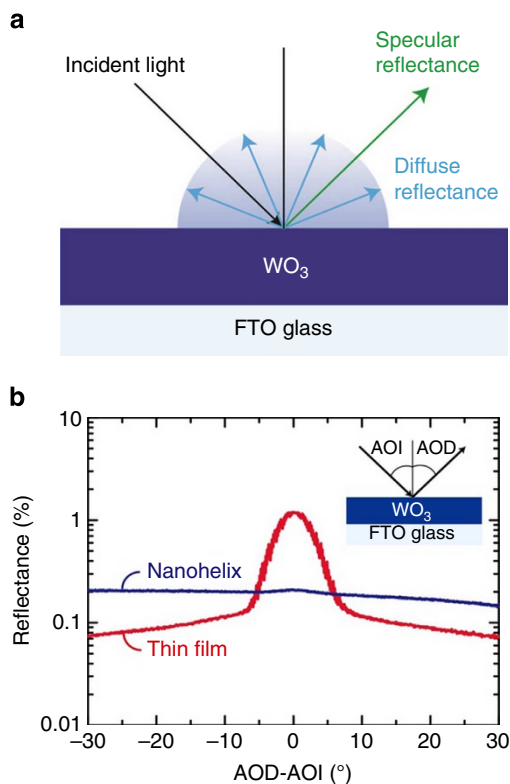 a
Incident light
Specular
reflectance
Diffuse
reflectance
WO₃
FTO glass
b
10
1
0.1
0.01
Reflectance (%)
Nanohelix
Thin film
AOI
AOD
WO₃
FTO glass
−30
−20
−10
0
10
20
30
AOD-AOI (°)